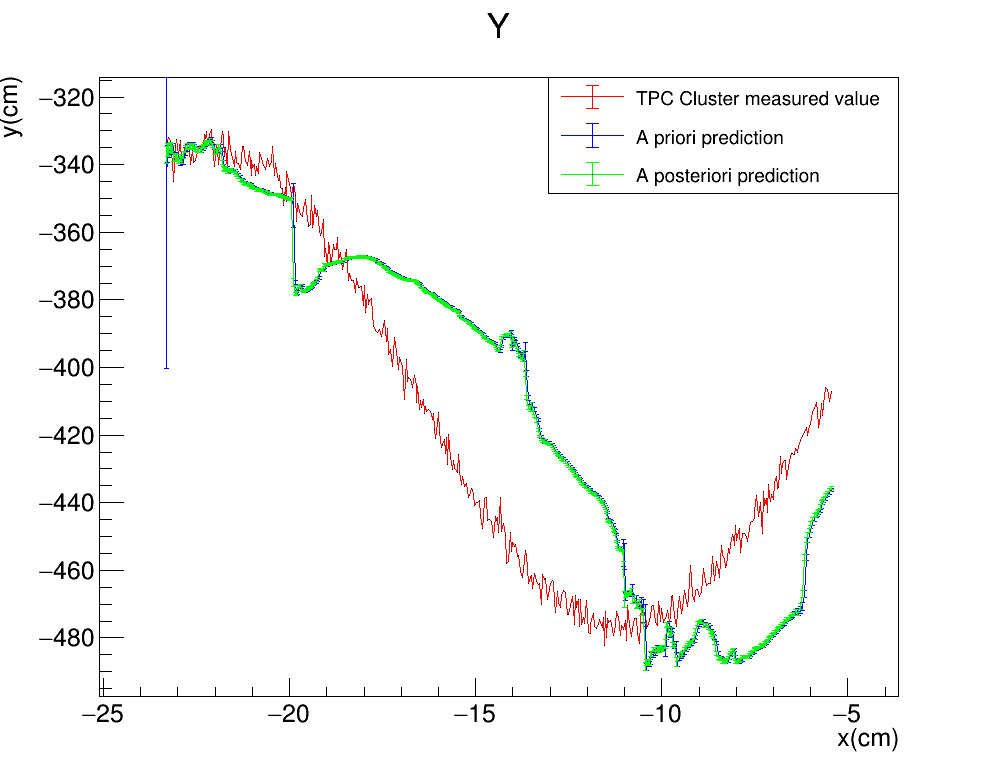 Y
y(cm)
−320
−340
−360
−380
−400
−420
−440
−460
−480
TPC Cluster measured value
A priori prediction
A posteriori prediction
−25 −20 −15 −10 −5
x(cm)